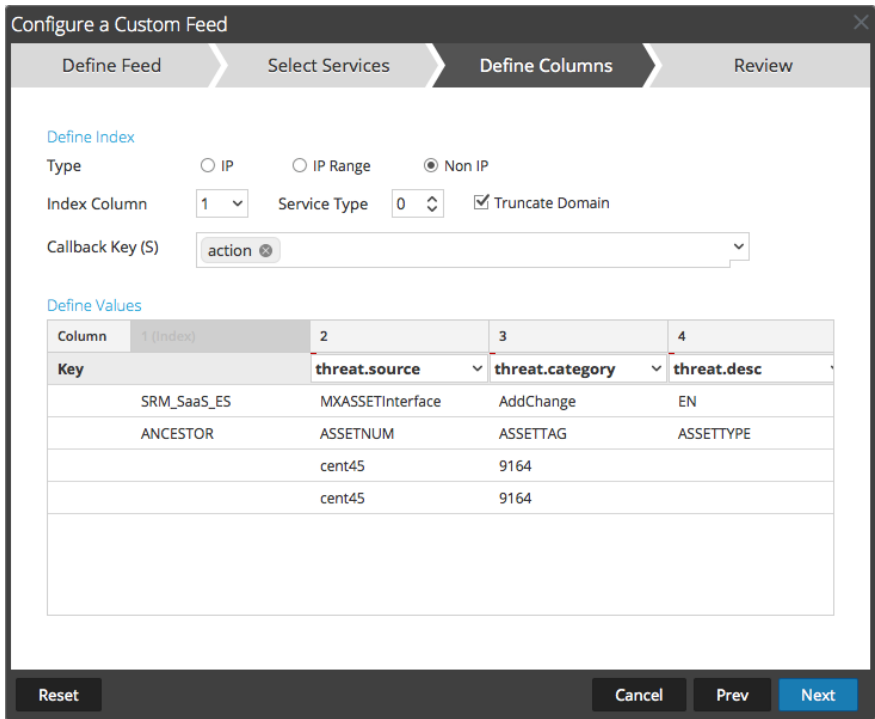 Configure a Custom Feed
Define Feed Select Services Define Columns Review
Define Index
Type IP IP Range Non IP
Index Column 1 Service Type 0 Truncate Domain
Callback Key (S) action
Define Values
Column 1 (Index) 2 3 4
Key threat.source threat.category threat.desc
SRM_SaaS_ES MXASSETInterface AddChange EN
ANCESTOR ASSETNUM ASSETTAG ASSETTYPE
cent45 9164
cent45 9164
Reset Cancel Prev Next